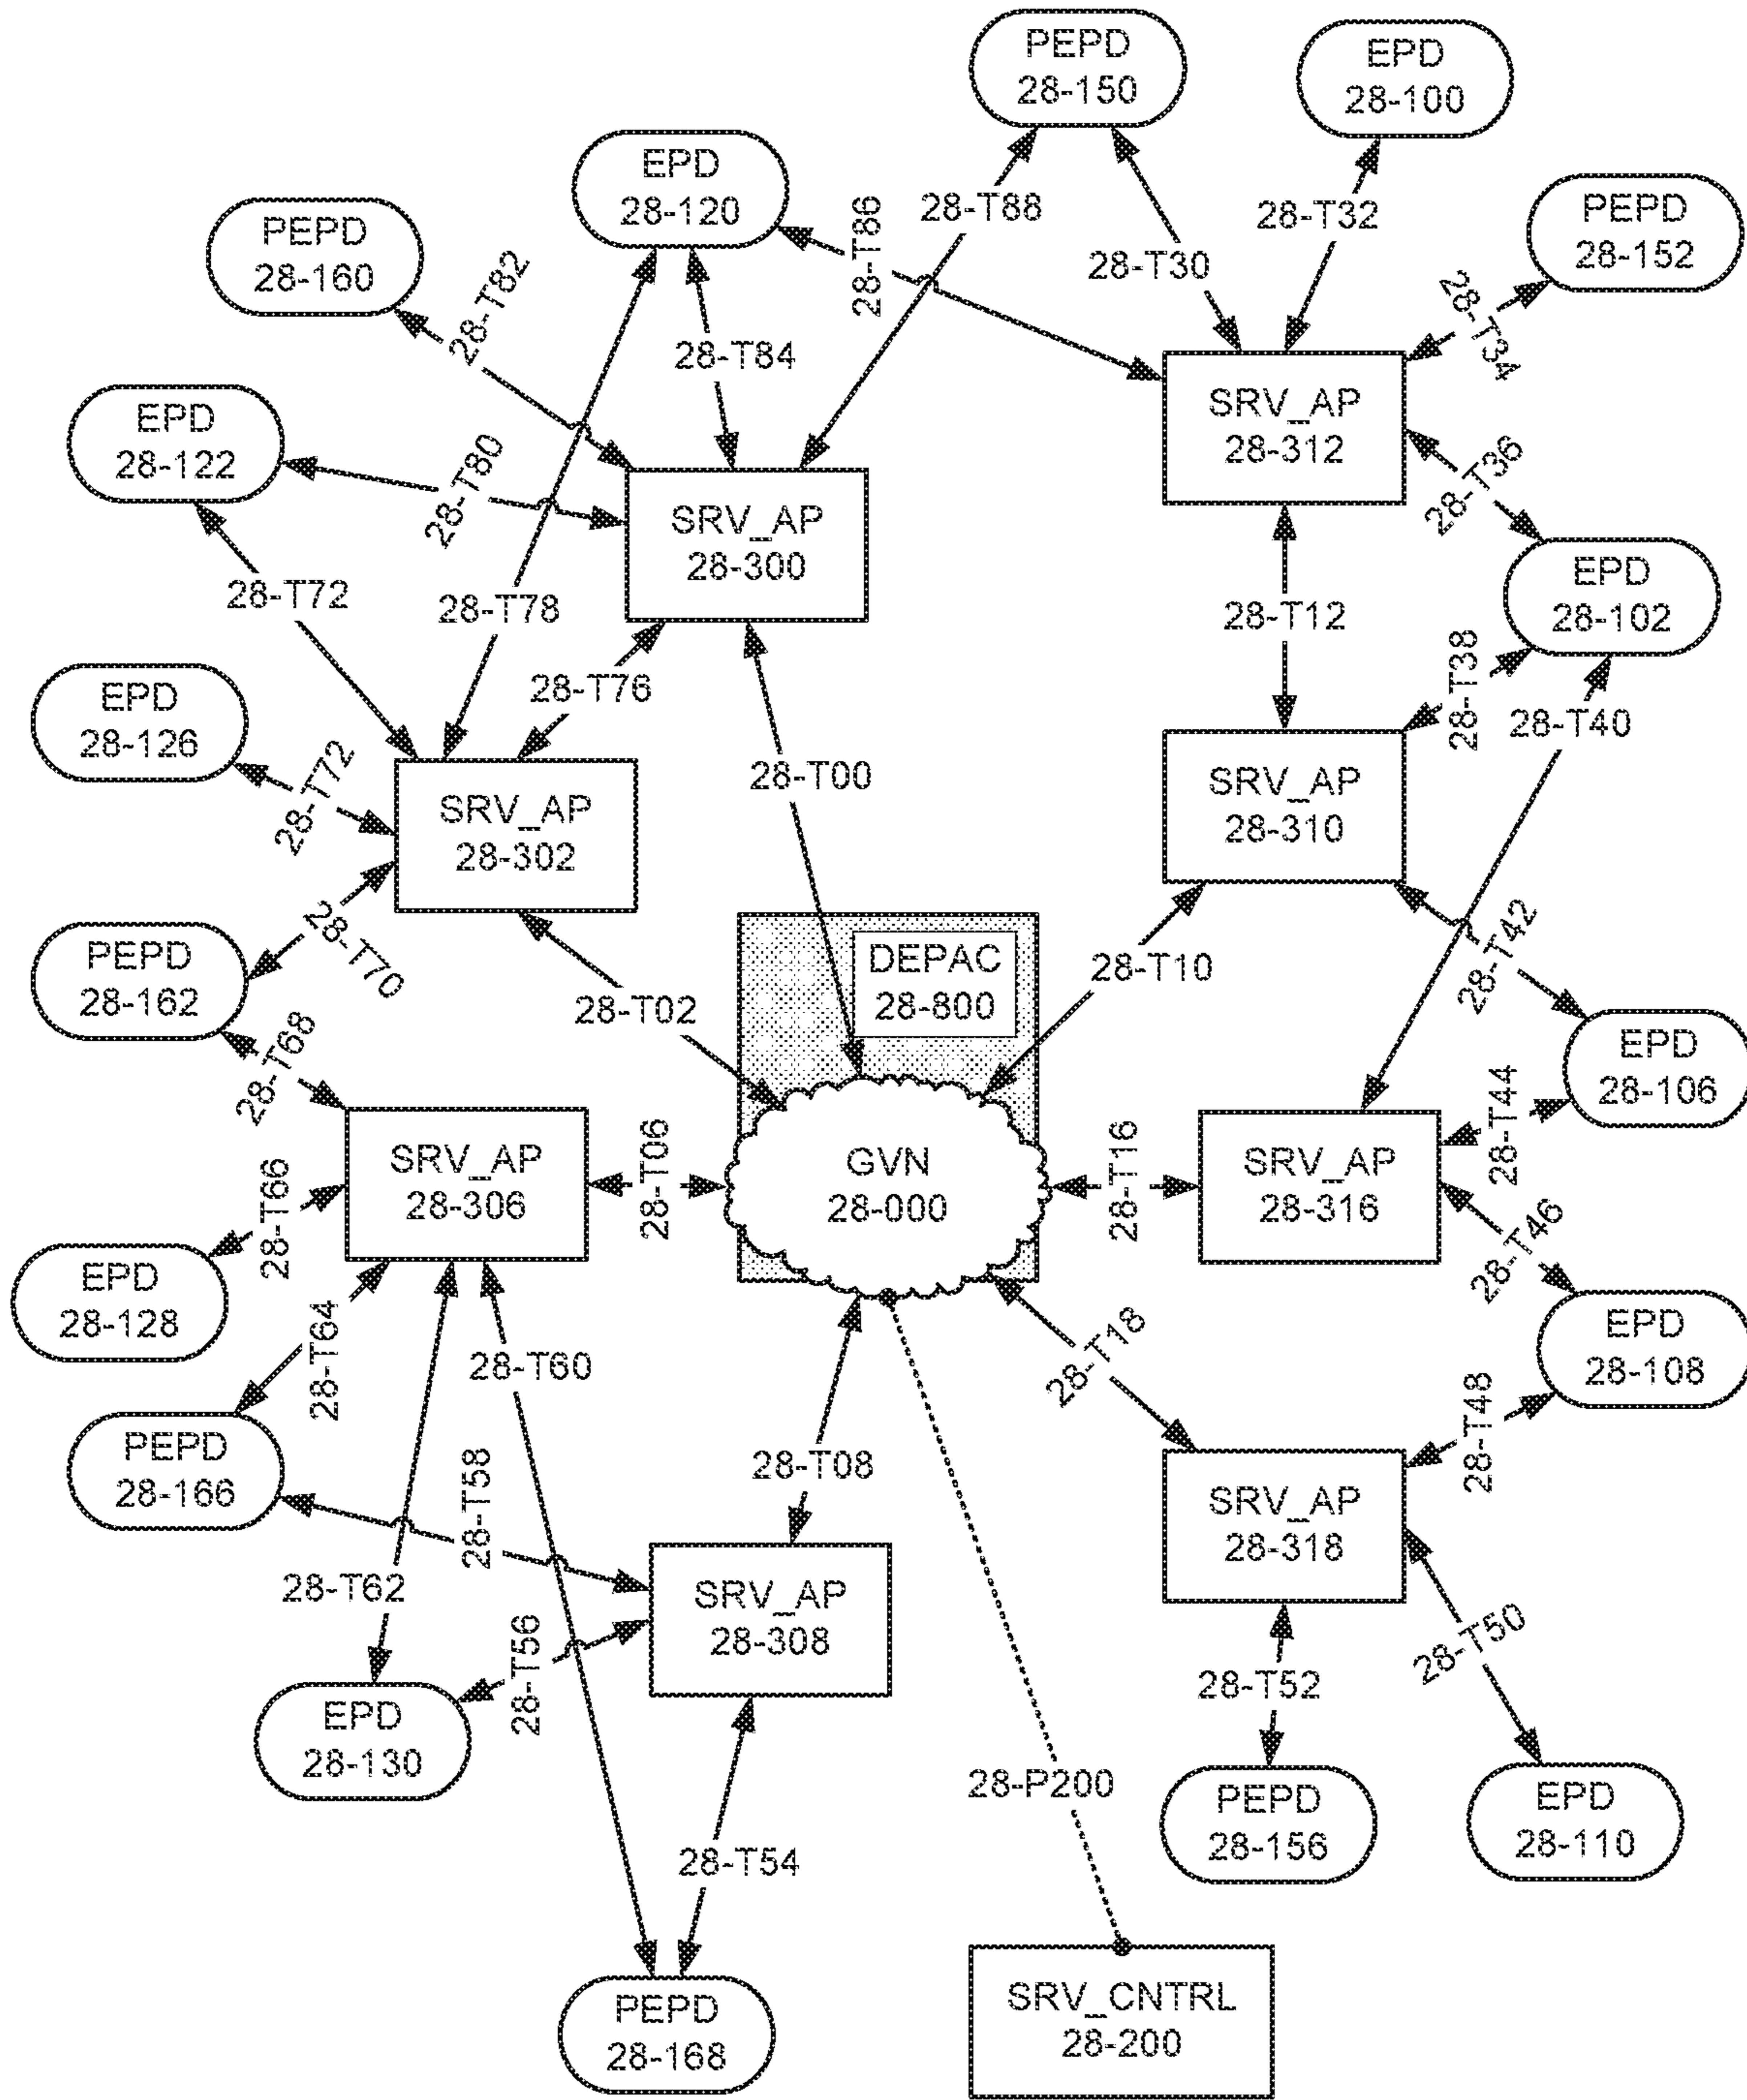 PEPD
28-150
EPD
28-100
EPD
28-120
PEPD
28-160
28-T88
28-T32
PEPD
28-152
28-T86
28-T30
28-T82
28-T34
28-T84
EPD
28-122
SRV_AP
28-312
28-T80
28-T36
SRV_AP
28-300
28-T72
28-T78
28-T12
EPD
28-102
28-T76
28-T38
28-T40
EPD
28-126
28-T00
28-T72
SRV_AP
28-302
SRV_AP
28-310
28-T70
PEPD
28-162
28-T02
DEPAC
28-800
28-T10
28-T42
28-T68
EPD
28-106
28-T44
SRV_AP
28-306
28-T06
GVN
28-000
28-T16
SRV_AP
28-316
28-T66
28-T46
EPD
28-128
28-T64
28-T60
28-T18
EPD
28-108
28-T48
PEPD
28-166
28-T58
28-T08
SRV_AP
28-318
28-T62
SRV_AP
28-308
28-T56
28-T50
28-T52
EPD
28-130
28-P200
PEPD
28-156
EPD
28-110
28-T54
PEPD
28-168
SRV_CNTRL
28-200